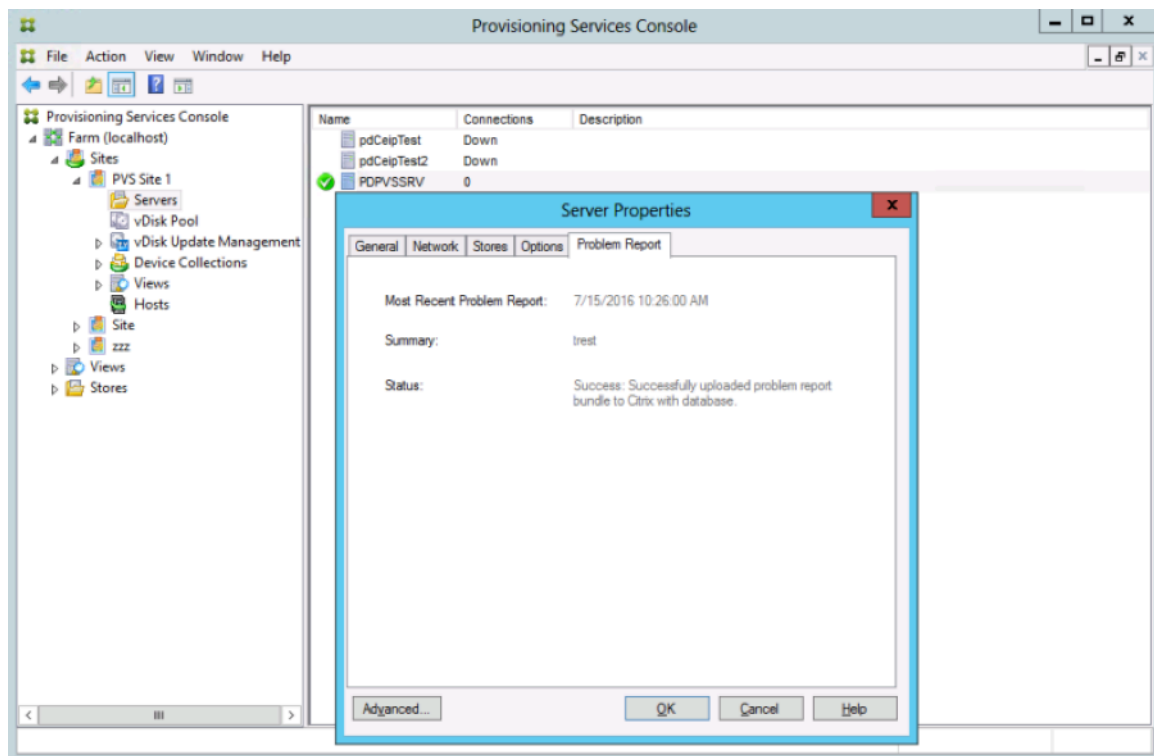 Provisioning Services Console
File Action View Window Help
Provisioning Services Console
Farm (localhost)
Sites
PVS Site 1
Servers
vDisk Pool
vDisk Update Management
Device Collections
Views
Hosts
Site
zzz
Views
Stores
Name Connections Description
pdCeipTest Down
pdCeipTest2 Down
PDPVSSRV 0
Server Properties
General Network Stores Options Problem Report
Most Recent Problem Report: 7/15/2016 10:26:00 AM
Summary: trest
Status: Success: Successfully uploaded problem report
bundle to Citrix with database.
Advanced... OK Cancel Help